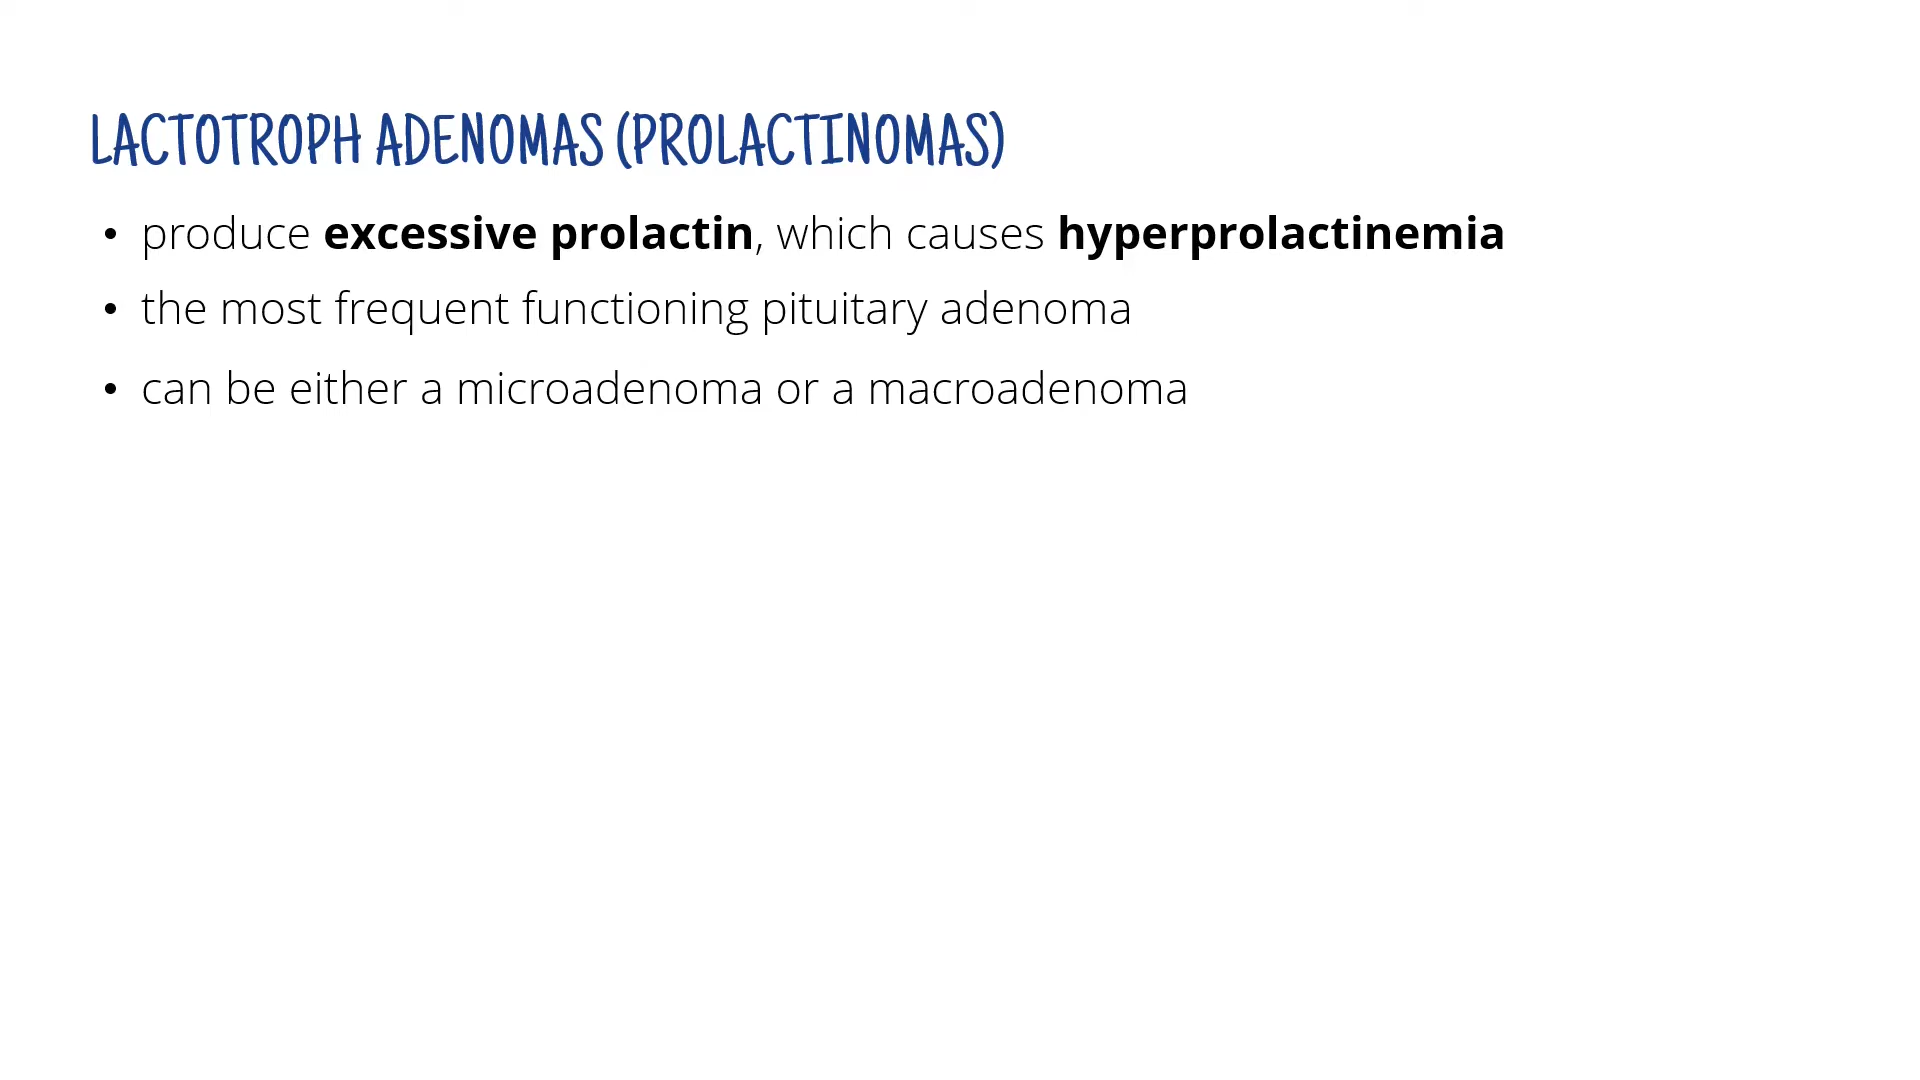 LACTOTROPH ADENOMAS (PROLACTINOMAS)
• produce excessive prolactin, which causes hyperprolactinemia
• the most frequent functioning pituitary adenoma
• can be either a microadenoma or a macroadenoma